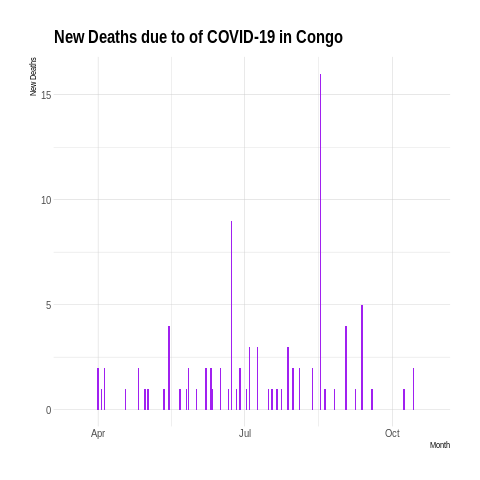 New Deaths due to of COVID-19 in Congo
New Deaths
15
10
5
0
Apr Jul Oct
Month